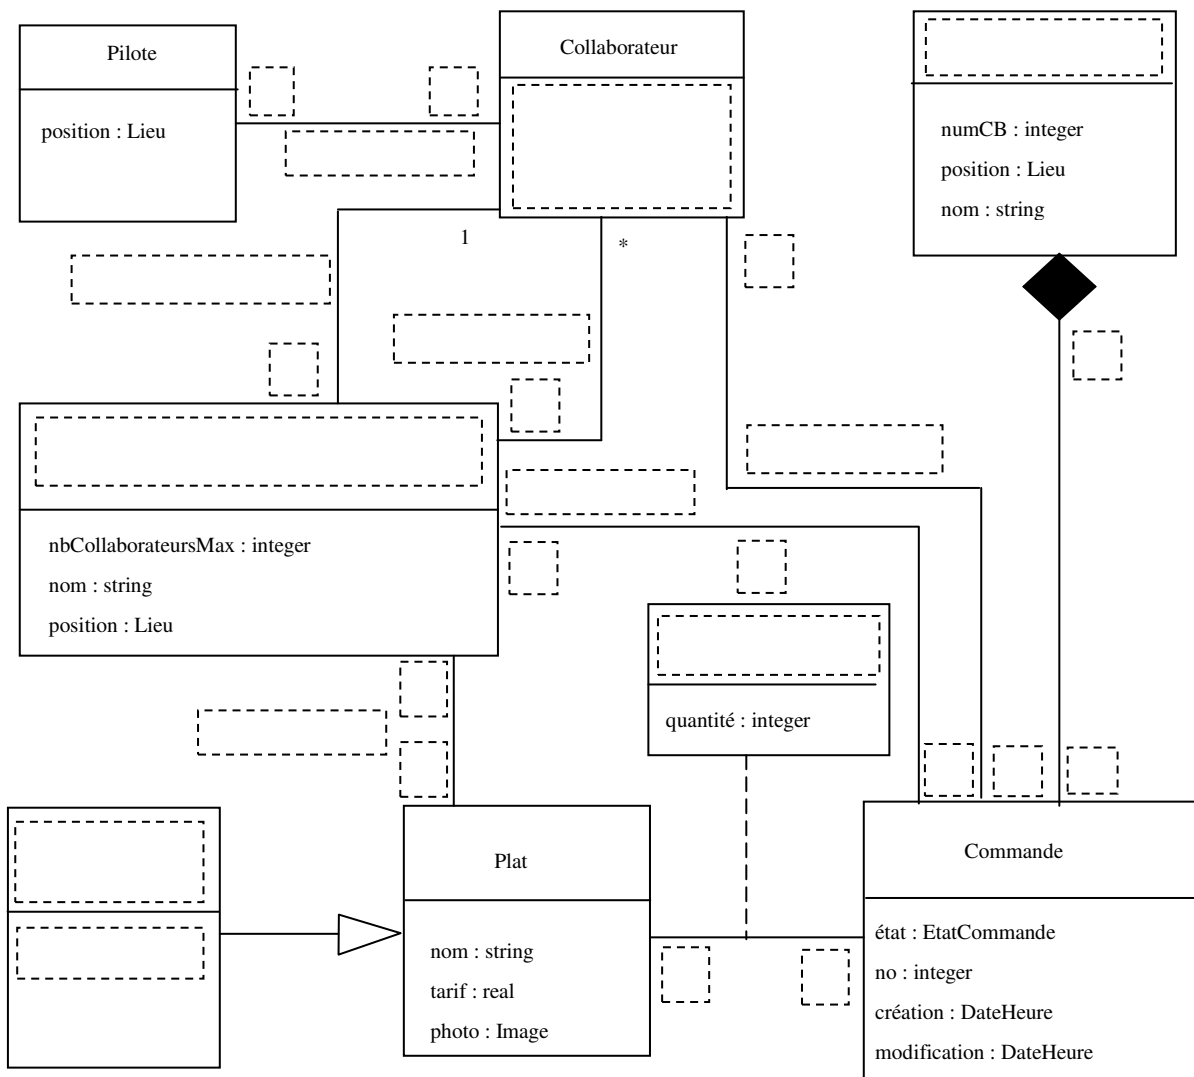 Pilote
position : Lieu
Collaborateur
numCB : integer
position : Lieu
nom : string
1
*
nbCollaborateursMax : integer
nom : string
position : Lieu
quantité : integer
Plat
nom : string
tarif : real
photo : Image
Commande
état : EtatCommande
no : integer
création : DateHeure
modification : DateHeure